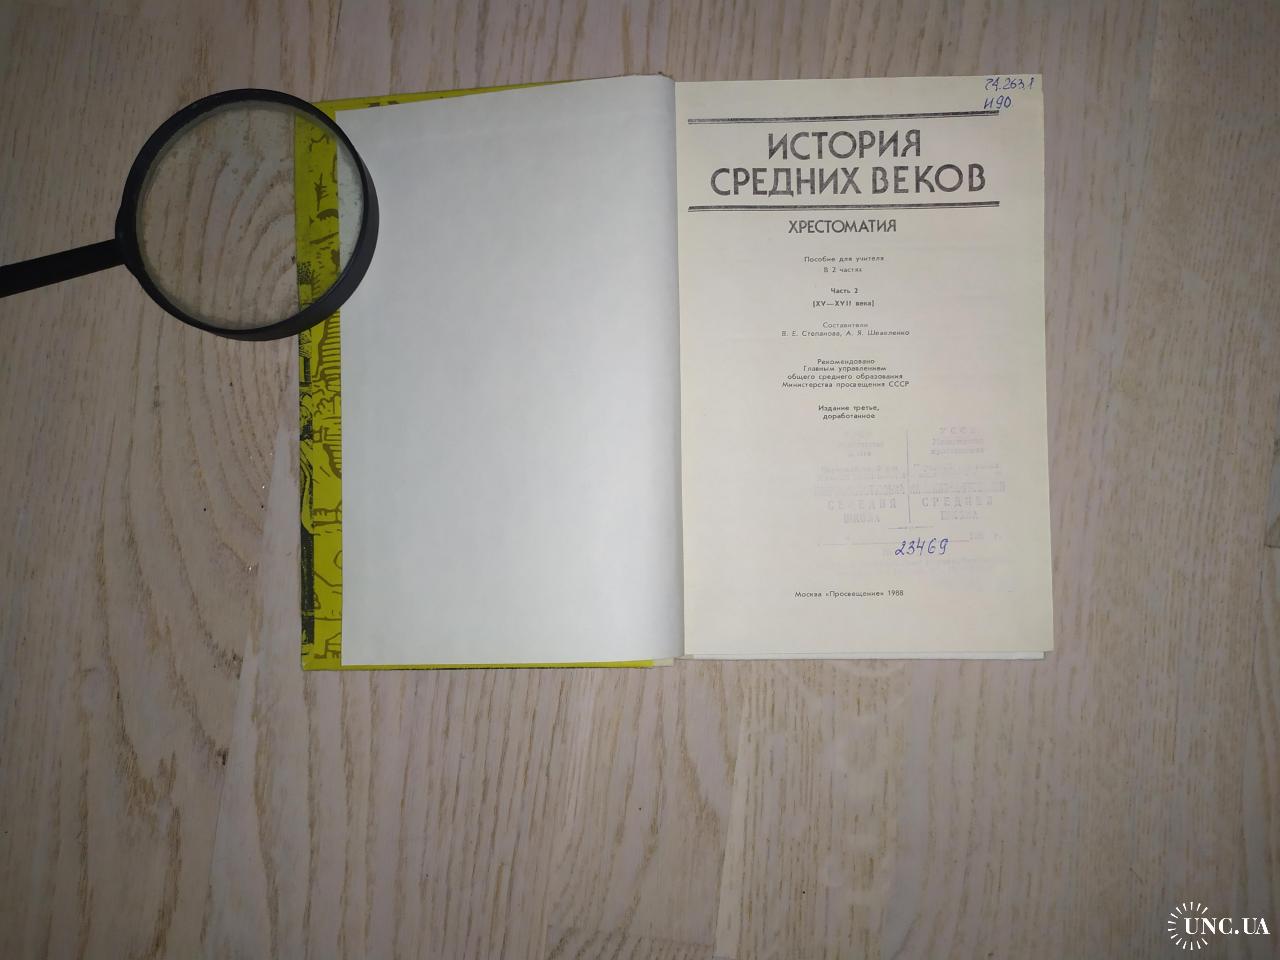 И90
ИСТОРИЯ
СРЕДНИХ ВЕКОВ
ХРЕСТОМАТИЯ
Пособие для учителя
В 2 частях
Часть 2
(XV—XVII века)
Составители
В. Е. Степанова, А. Я. Шевеленко
Рекомендовано
Главным управлением
общего среднего образования
Министерства просвещения СССР
Издание третье,
доработанное
СРЕДНЯЯ
ШКОЛА
23469
Москва «Просвещение» 1988
UNC.UA